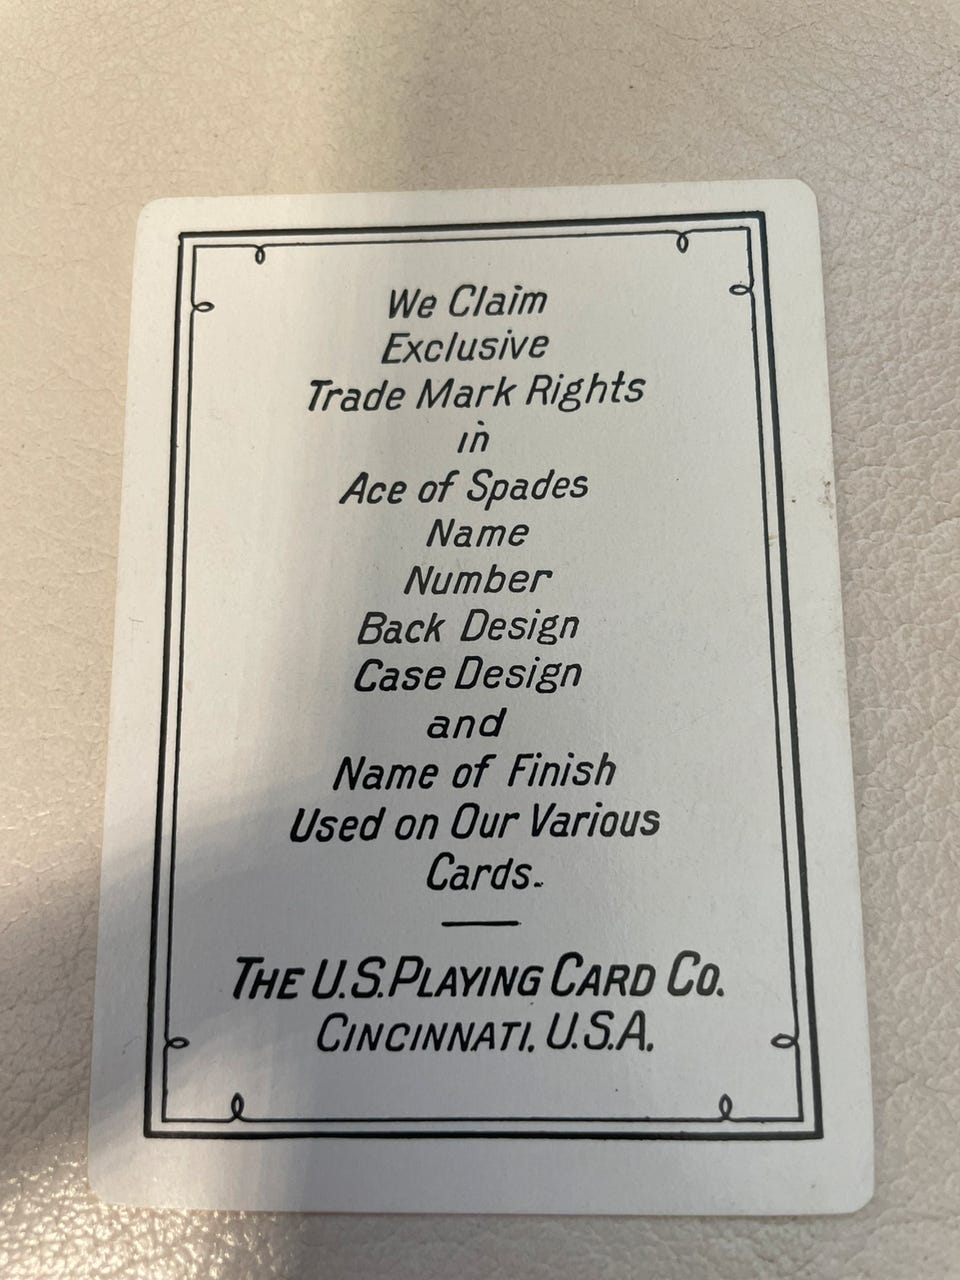 We Claim
Exclusive
Trade Mark Rights
in
Ace of Spades
Name
Number
Back Design
Case Design
and
Name of Finish
Used on Our Various
Cards.
THE U.S. PLAYING CARD CO.
CINCINNATI, U.S.A.